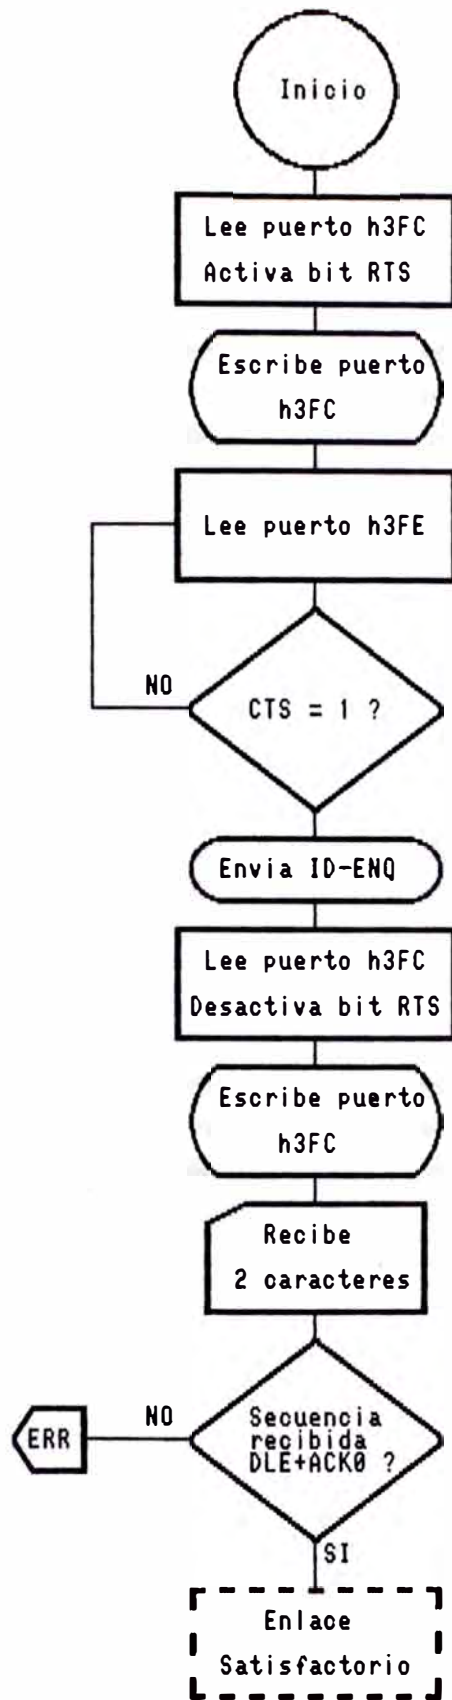 Inicio
Lee puerto h3FC
Activa bit RTS
Escribe puerto
h3FC
Lee puerto h3FE
NO
CTS = 1 ?
Envia ID-ENQ
Lee puerto h3FC
Desactiva bit RTS
Escribe puerto
h3FC
Recibe
2 caracteres
NO
ERR
Secuencia
recibida
DLE+ACK0 ?
SI
Enlace
Satisfactorio